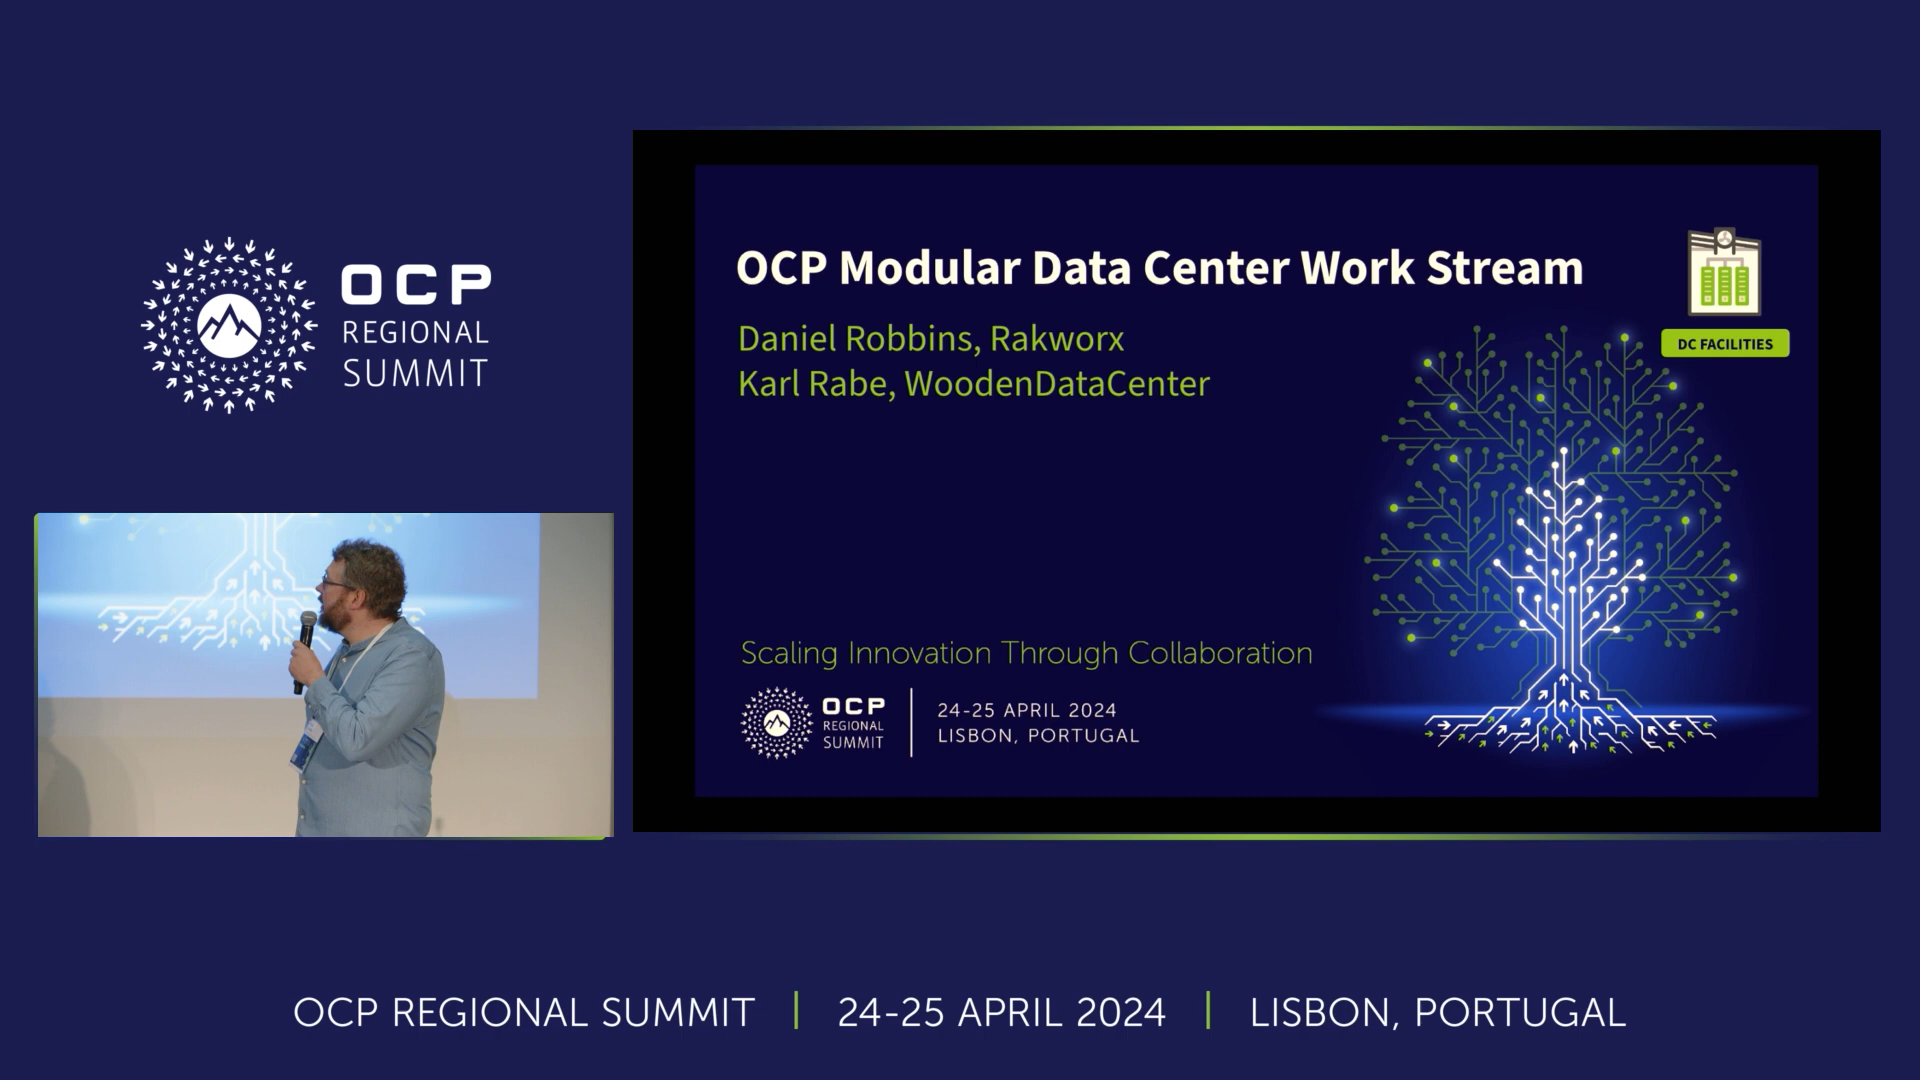 OCP
REGIONAL
SUMMIT
OCP Modular Data Center Work Stream
Daniel Robbins, Rakworx
Karl Rabe, WoodenDataCenter
DC FACILITIES
Scaling Innovation Through Collaboration
OCP
REGIONAL
SUMMIT
24-25 APRIL 2024
LISBON, PORTUGAL
OCP REGIONAL SUMMIT | 24-25 APRIL 2024 | LISBON, PORTUGAL